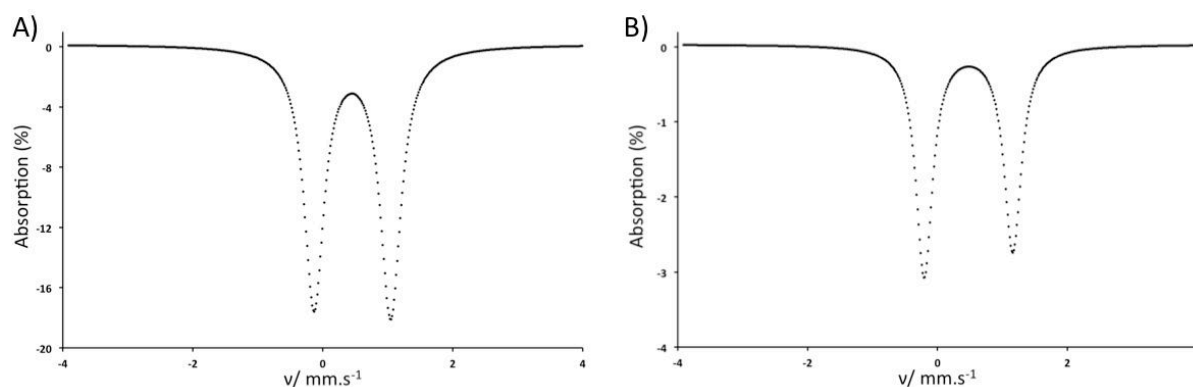 A)
0
-4
-8
-12
-16
-20
Absorption (%)
-4 -2 0 2 4
ν/ mm.s⁻¹
B)
0
-1
-2
-3
-4
Absorption (%)
-4 -2 0 2
ν/ mm.s⁻¹